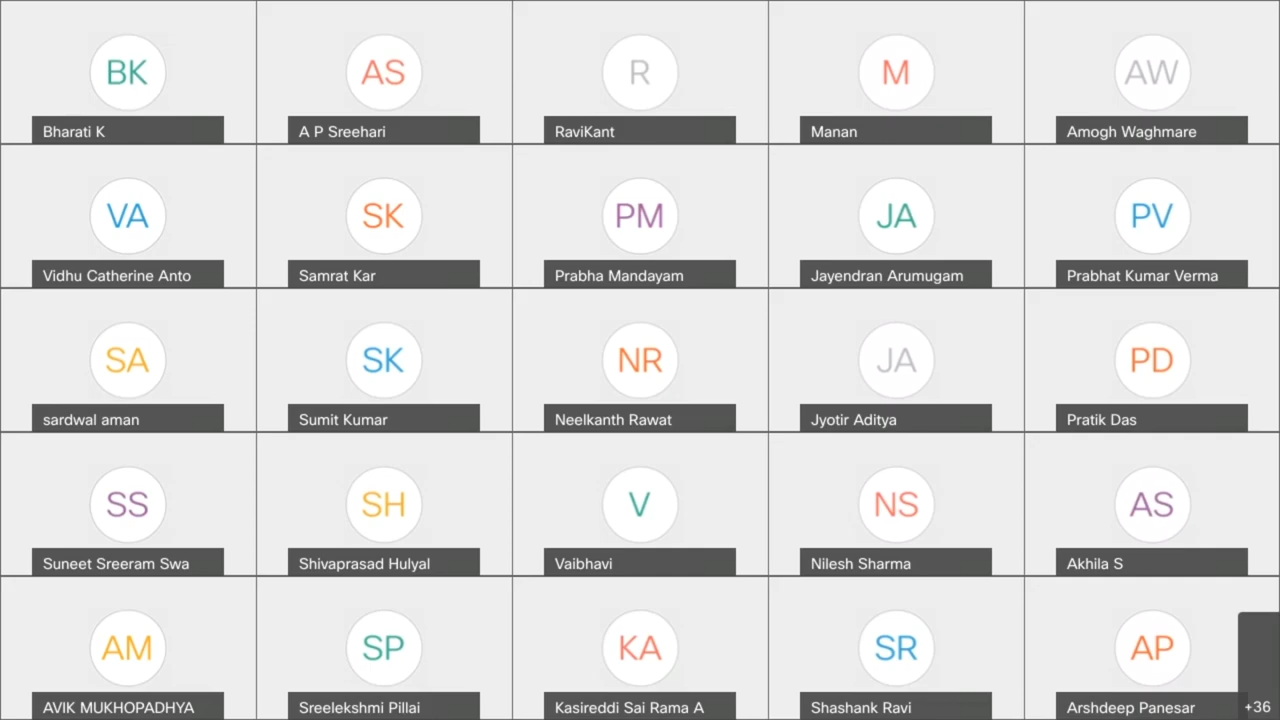 BK
AS
R
M
AW
Bharati K
A P Sreehari
RaviKant
Manan
Amogh Waghmare
VA
SK
PM
JA
PV
Vidhu Catherine Anto
Samrat Kar
Prabha Mandayam
Jayendran Arumugam
Prabhat Kumar Verma
SA
SK
NR
JA
PD
sardwal aman
Sumit Kumar
Neelkanth Rawat
Jyotir Aditya
Pratik Das
SS
SH
V
NS
AS
Suneet Sreeram Swa
Shivaprasad Hulyal
Vaibhavi
Nilesh Sharma
Akhila S
AM
SP
KA
SR
AP
AVIK MUKHOPADHYA
Sreelekshmi Pillai
Kasireddi Sai Rama A
Shashank Ravi
Arshdeep Panesar
+36